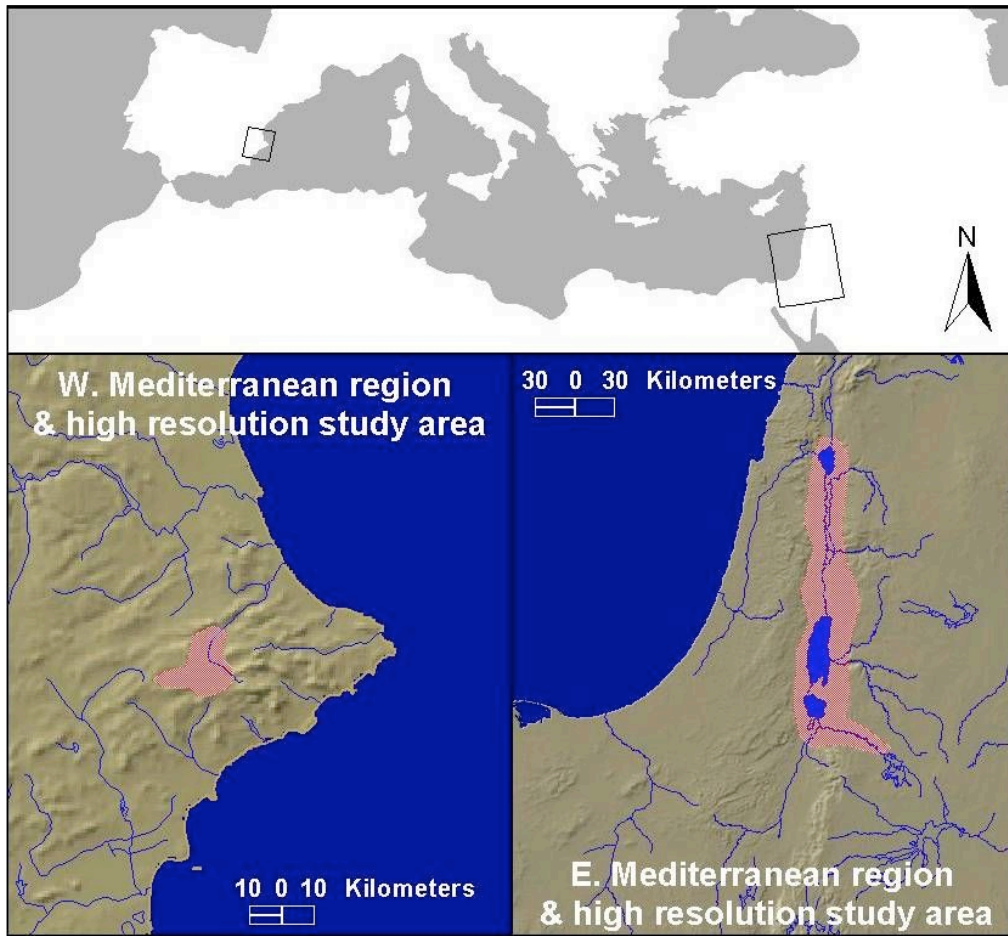 N
W. Mediterranean region
& high resolution study area
30 0 30 Kilometers
10 0 10 Kilometers
E. Mediterranean region
& high resolution study area